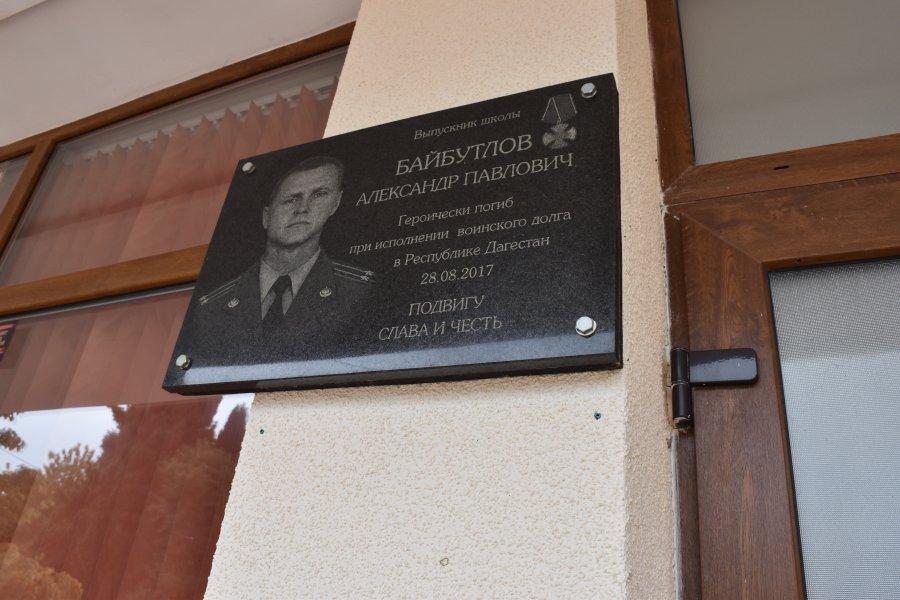 Выпускник школы
БАЙБУТЛОВ
АЛЕКСАНДР ПАВЛОВИЧ
Героически погиб
при исполнении воинского долга
в Республике Дагестан
28.08.2017
ПОДВИГУ
СЛАВА И ЧЕСТЬ